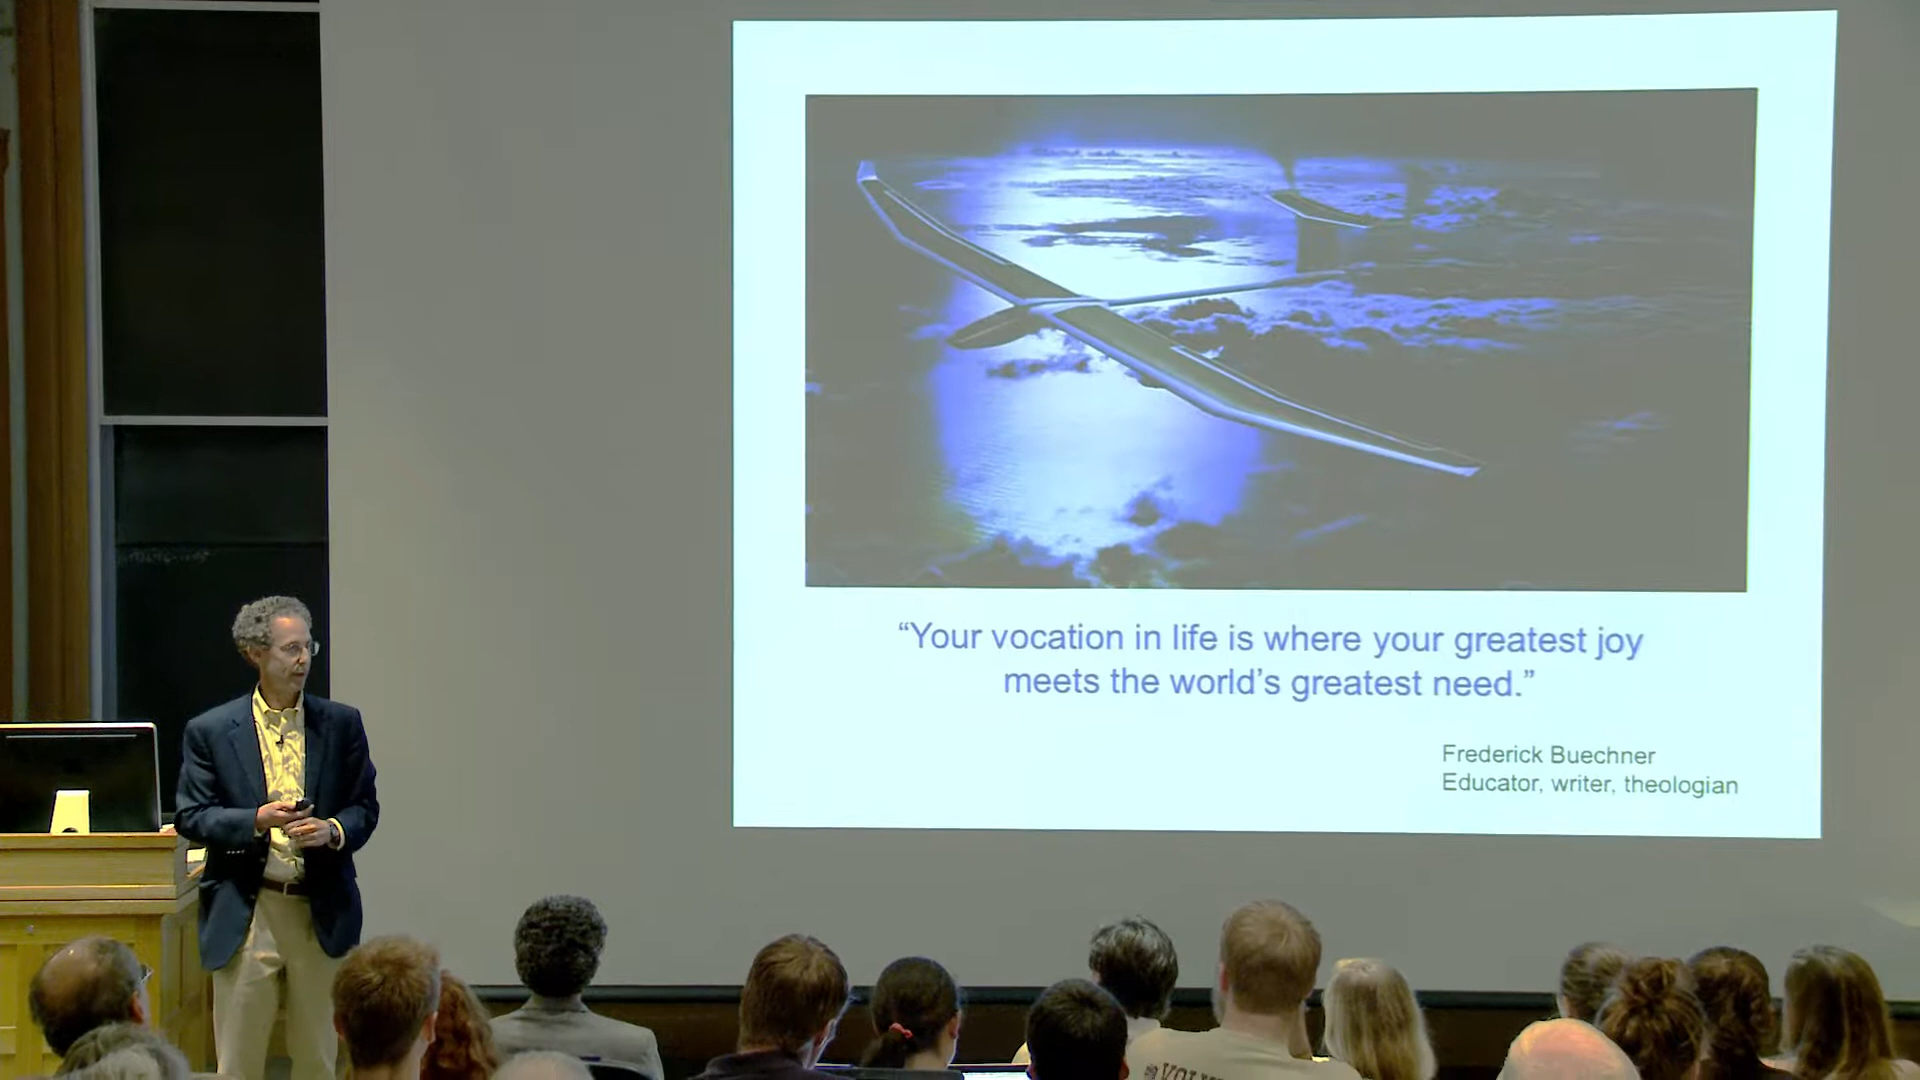 “Your vocation in life is where your greatest joy
meets the world’s greatest need.”
Frederick Buechner
Educator, writer, theologian